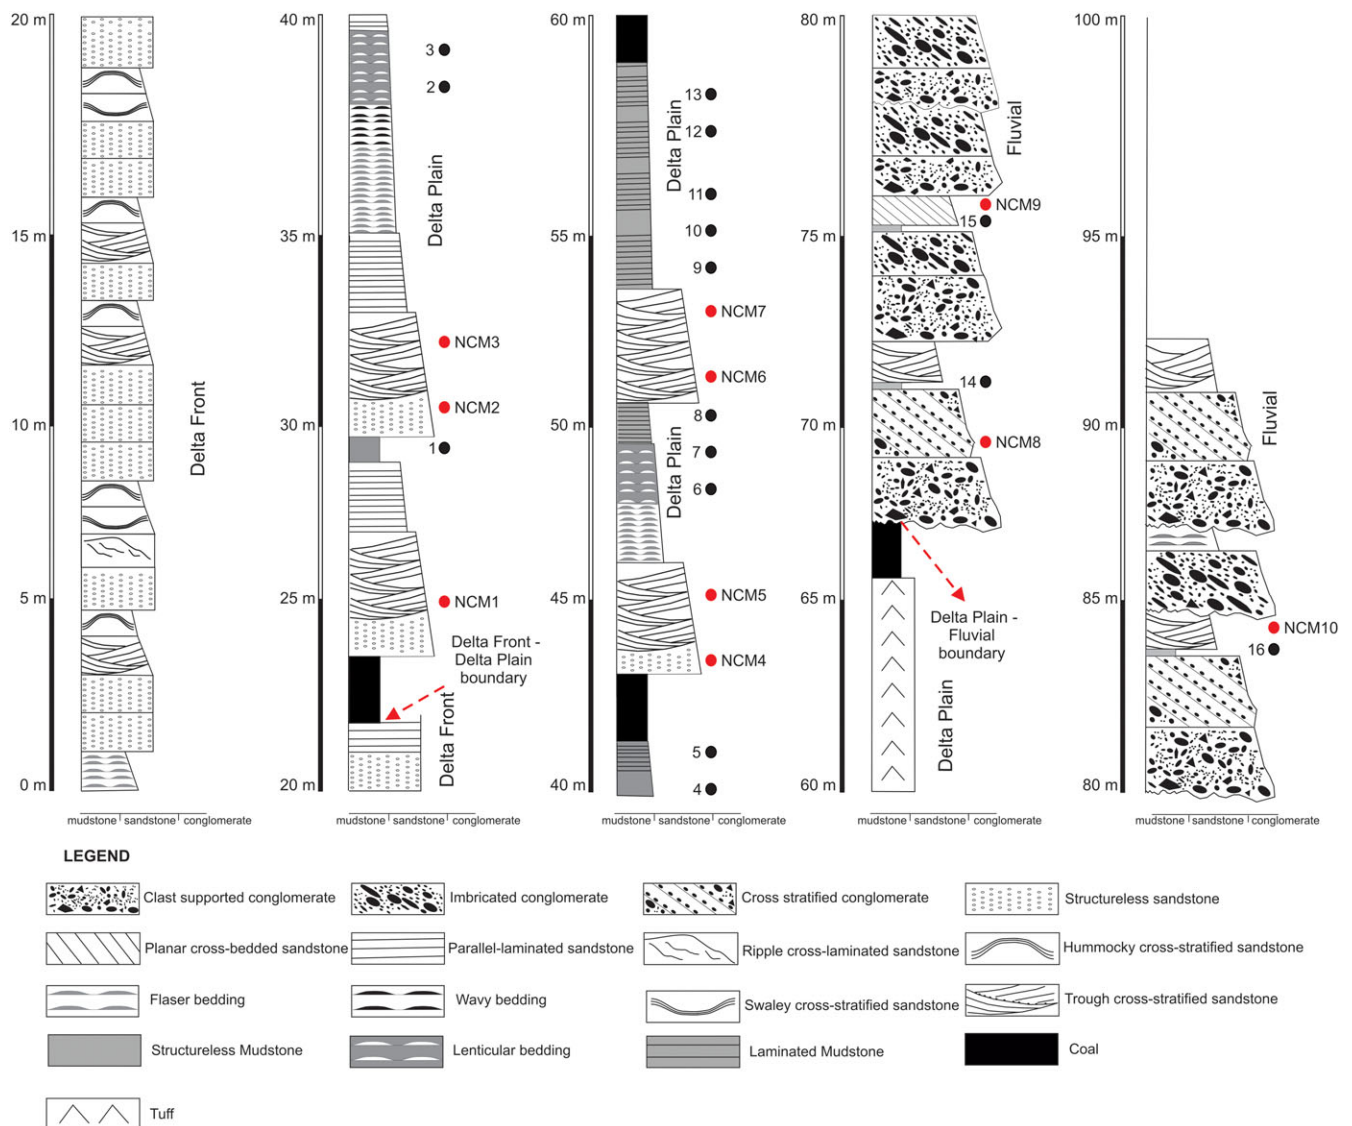 20 m
15 m
10 m
5 m
0 m
Delta Front
mudstone sandstone conglomerate
40 m
35 m
30 m
25 m
20 m
3
2
Delta Plain
NCM3
NCM2
1
NCM1
Delta Front -
Delta Plain
boundary
Delta Front
mudstone sandstone conglomerate
60 m
55 m
50 m
45 m
40 m
13
12
Delta Plain
11
10
9
NCM7
NCM6
8
7
Delta Plain
6
NCM5
NCM4
5
4
mudstone sandstone conglomerate
80 m
75 m
70 m
65 m
60 m
Fluvial
NCM9
15
14
NCM8
Delta Plain -
Fluvial
boundary
Delta Plain
mudstone sandstone conglomerate
100 m
95 m
90 m
85 m
80 m
Fluvial
NCM10
16
mudstone sandstone conglomerate
LEGEND
Clast supported conglomerate
Imbricated conglomerate
Cross stratified conglomerate
Structureless sandstone
Planar cross-bedded sandstone
Parallel-laminated sandstone
Ripple cross-laminated sandstone
Hummocky cross-stratified sandstone
Flaser bedding
Wavy bedding
Swaley cross-stratified sandstone
Trough cross-stratified sandstone
Structureless Mudstone
Lenticular bedding
Laminated Mudstone
Coal
Tuff